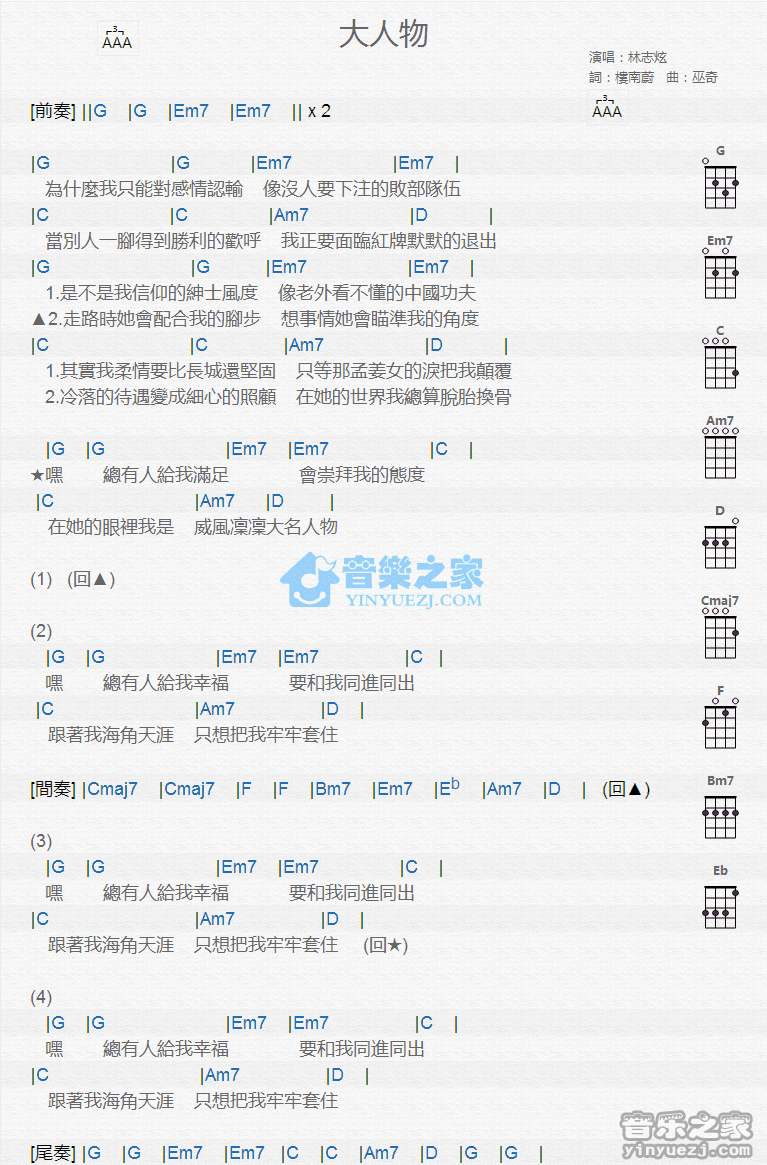 大人物
3
AAA
演唱：林志炫
詞：樓南蔚 曲：巫奇
3
AAA
[前奏] ||G |G |Em7 |Em7 || x 2
|G |G |Em7 |Em7 |
為什麼我只能對感情認輸 像沒人要下注的敗部隊伍
|C |C |Am7 |D |
當別人一腳得到勝利的歡呼 我正要面臨紅牌默默的退出
|G |G |Em7 |Em7 |
1.是不是我信仰的紳士風度 像老外看不懂的中國功夫
▲2.走路時她會配合我的腳步 想事情她會瞄準我的角度
|C |C |Am7 |D |
1.其實我柔情要比長城還堅固 只等那孟姜女的淚把我顛覆
2.冷落的待遇變成細心的照顧 在她的世界我總算脫胎換骨
|G |G |Em7 |Em7 |C |
★嘿 總有人給我滿足 會崇拜我的態度
|C |Am7 |D |
在她的眼裡我是 威風凜凜大名人物
(1) (回▲)
音樂之家
YINYUEZJ.COM
(2)
|G |G |Em7 |Em7 |C |
嘿 總有人給我幸福 要和我同進同出
|C |Am7 |D |
跟著我海角天涯 只想把我牢牢套住
[間奏] |Cmaj7 |Cmaj7 |F |F |Bm7 |Em7 |Eb |Am7 |D | (回▲)
(3)
|G |G |Em7 |Em7 |C |
嘿 總有人給我幸福 要和我同進同出
|C |Am7 |D |
跟著我海角天涯 只想把我牢牢套住 (回★)
(4)
|G |G |Em7 |Em7 |C |
嘿 總有人給我幸福 要和我同進同出
|C |Am7 |D |
跟著我海角天涯 只想把我牢牢套住
[尾奏] |G |G |Em7 |Em7 |C |C |Am7 |D |G |G |
G
Em7
C
Am7
D
Cmaj7
F
Bm7
Eb
音乐之家
yinyuezj.com